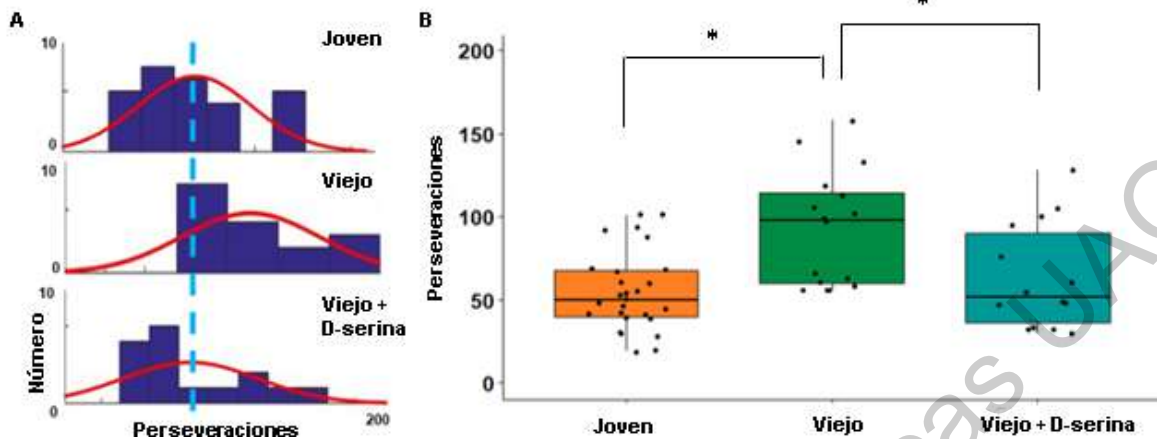 A
10
Joven
0
10
Viejo
0
10
Viejo +
D-serina
Número
0
200
Perseveraciones
B
*
*
200
150
100
50
0
Perseveraciones
Joven
Viejo
Viejo + D-serina